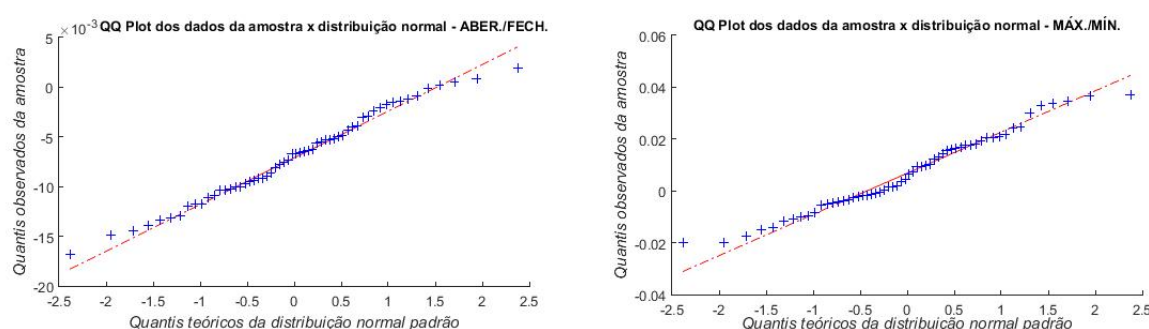 QQ Plot dos dados da amostra x distribuição normal - ABER./FECH.
×10⁻³
Quantis observados da amostra
5
0
-5
-10
-15
-20
-2.5 -2 -1.5 -1 -0.5 0 0.5 1 1.5 2 2.5
Quantis teóricos da distribuição normal padrão
QQ Plot dos dados da amostra x distribuição normal - MÁX./MÍN.
Quantis observados da amostra
0.06
0.04
0.02
0
-0.02
-0.04
-2.5 -2 -1.5 -1 -0.5 0 0.5 1 1.5 2 2.5
Quantis teóricos da distribuição normal padrão